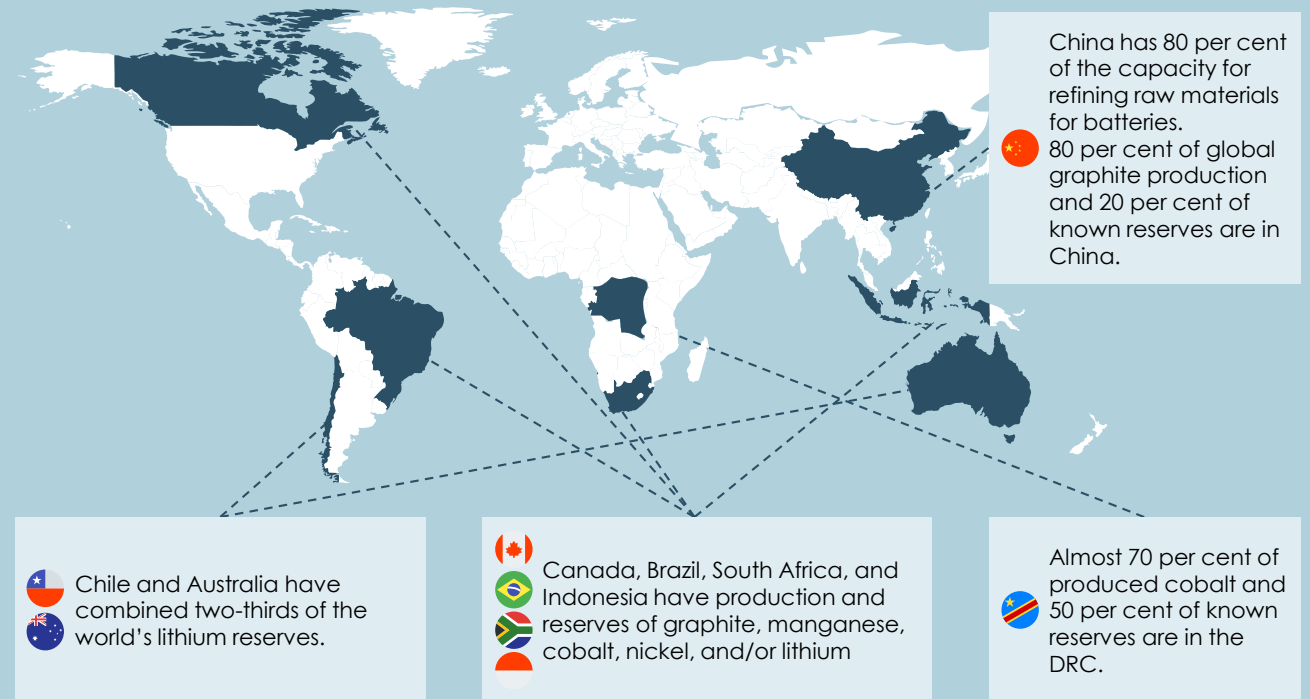 China has 80 per cent
of the capacity for
refining raw materials
for batteries.
80 per cent of global
graphite production
and 20 per cent of
known reserves are in
China.
Chile and Australia have
combined two-thirds of the
world’s lithium reserves.
Canada, Brazil, South Africa, and
Indonesia have production and
reserves of graphite, manganese,
cobalt, nickel, and/or lithium
Almost 70 per cent of
produced cobalt and
50 per cent of known
reserves are in the
DRC.